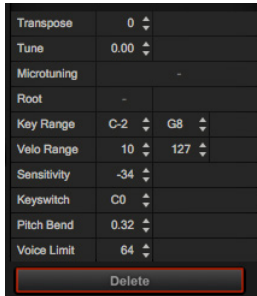 Transpose 0
Tune 0.00
Microtuning -
Root -
Key Range C-2 G8
Velo Range 10 127
Sensitivity -34
Keyswitch C0
Pitch Bend 0.32
Voice Limit 64
Delete